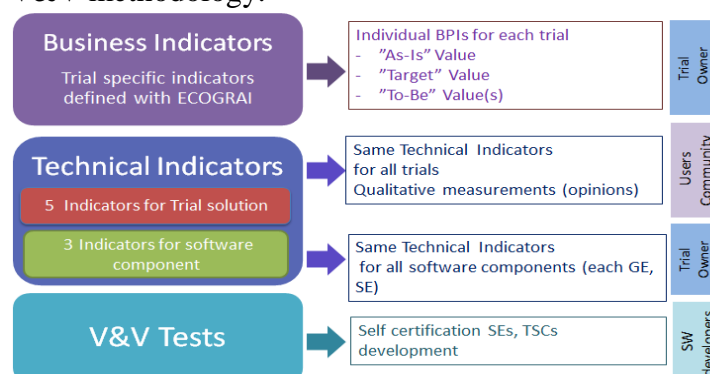 V&V methodology.
Business Indicators
Trial specific indicators
defined with ECOGRAI
Individual BPIs for each trial
- ”As-Is” Value
- ”Target” Value
- ”To-Be” Value(s)
Trial
Owner
Technical Indicators
5 Indicators for Trial solution
3 Indicators for software
component
Same Technical Indicators
for all trials
Qualitative measurements (opinions)
Users
Community
Same Technical Indicators
for all software components (each GE,
SE)
Trial
Owner
V&V Tests
Self certification SEs, TSCs
development
SW
developers